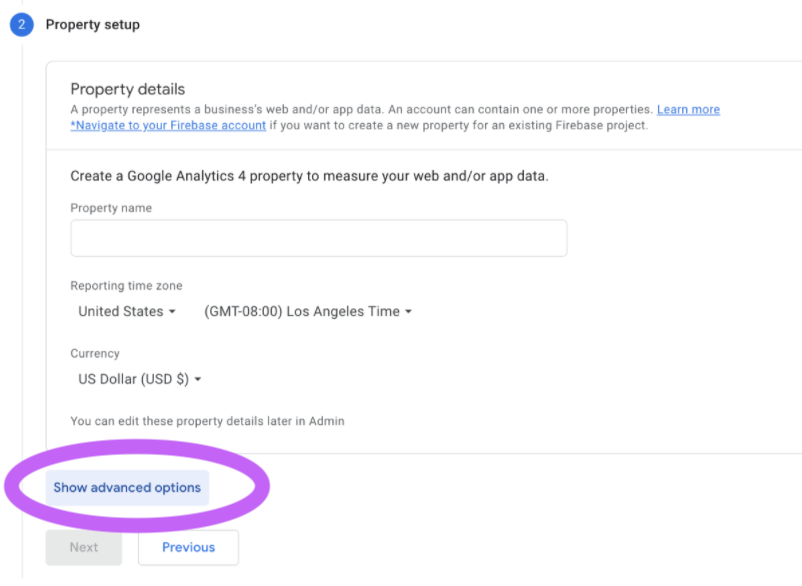 2 Property setup
Property details
A property represents a business's web and/or app data. An account can contain one or more properties. Learn more
*Navigate to your Firebase account if you want to create a new property for an existing Firebase project.
Create a Google Analytics 4 property to measure your web and/or app data.
Property name
Reporting time zone
United States (GMT-08:00) Los Angeles Time
Currency
US Dollar (USD $)
You can edit these property details later in Admin
Show advanced options
Next Previous